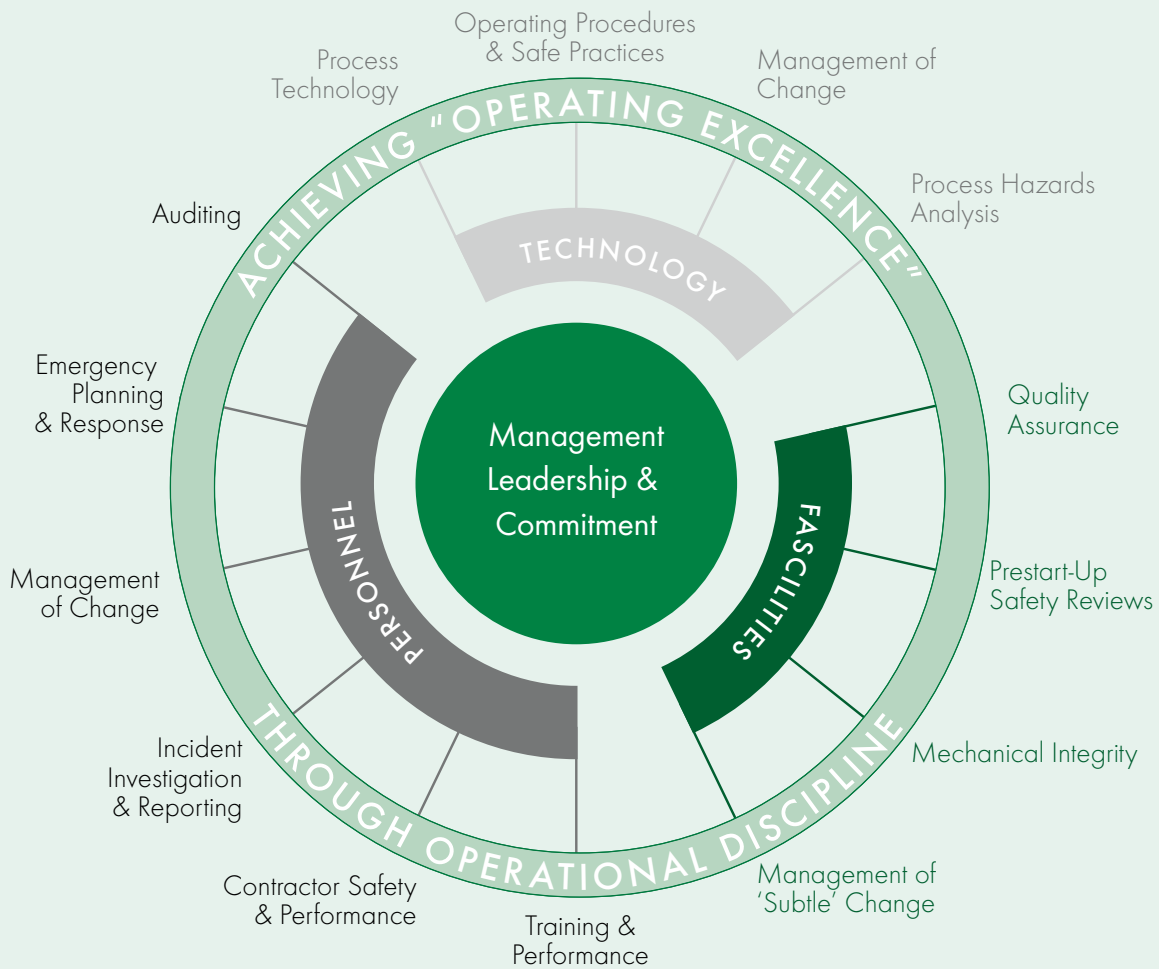 Operating Procedures
& Safe Practices
Process
Technology
Management of
Change
Process Hazards
Analysis
Auditing
ACHIEVING "OPERATING EXCELLENCE"
TECHNOLOGY
Emergency
Planning
& Response
Quality
Assurance
Management
Leadership &
Commitment
PERSONNEL
FASCILITIES
Management
of Change
Prestart-Up
Safety Reviews
Incident
Investigation
& Reporting
Mechanical Integrity
THROUGH OPERATIONAL DISCIPLINE
Contractor Safety
& Performance
Training &
Performance
Management of
‘Subtle’ Change